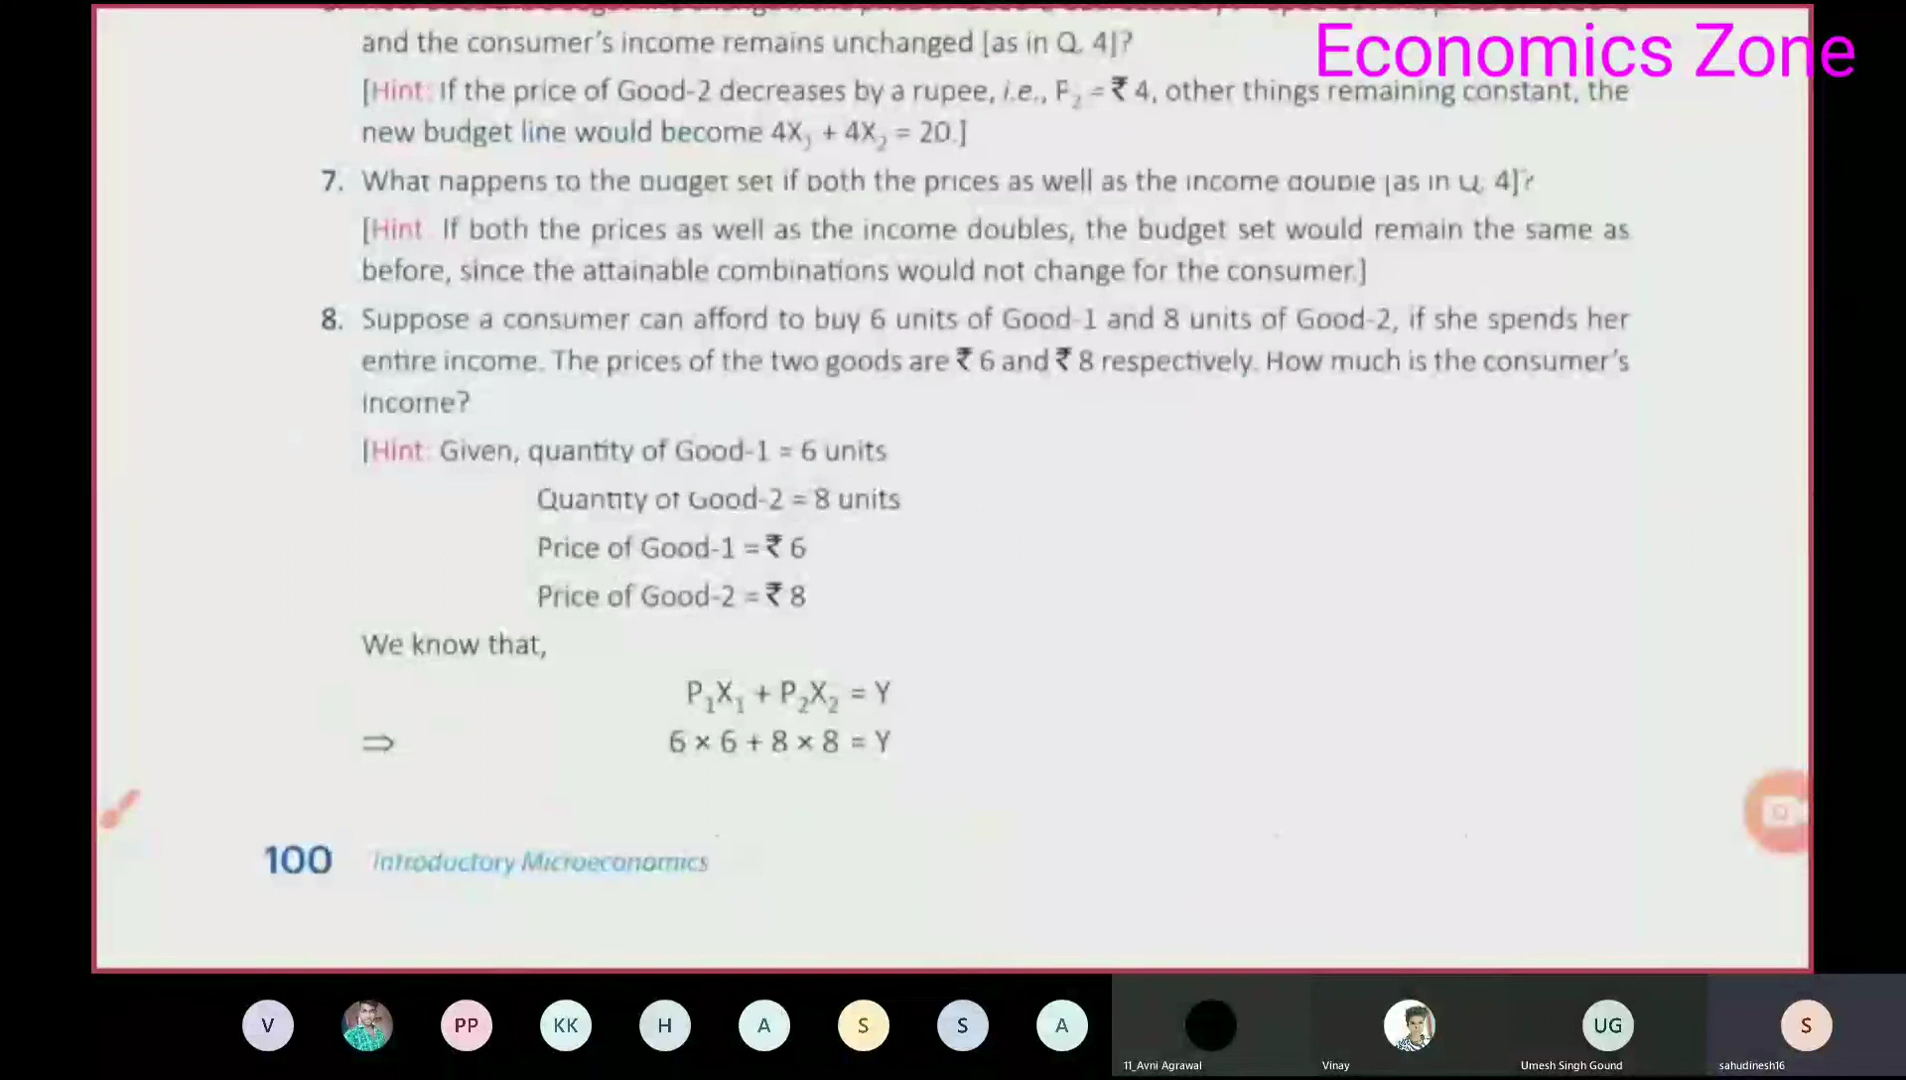 Economics Zone
and the consumer's income remains unchanged [as in Q. 4]?
[Hint: If the price of Good-2 decreases by a rupee, i.e., P₂ = ₹ 4, other things remaining constant, the
new budget line would become 4X₁ + 4X₂ = 20.]
7. What happens to the budget set if both the prices as well as the income double [as in Q. 4]?
[Hint: If both the prices as well as the income doubles, the budget set would remain the same as
before, since the attainable combinations would not change for the consumer.]
8. Suppose a consumer can afford to buy 6 units of Good-1 and 8 units of Good-2, if she spends her
entire income. The prices of the two goods are ₹ 6 and ₹ 8 respectively. How much is the consumer's
income?
[Hint: Given, quantity of Good-1 = 6 units
Quantity of Good-2 = 8 units
Price of Good-1 = ₹ 6
Price of Good-2 = ₹ 8
We know that,
P₁X₁ + P₂X₂ = Y
⇒ 6 × 6 + 8 × 8 = Y
100 Introductory Microeconomics
V PP KK H A S S A UG S
11_Avni Agrawal Vinay Umesh Singh Gound sahudinesh16